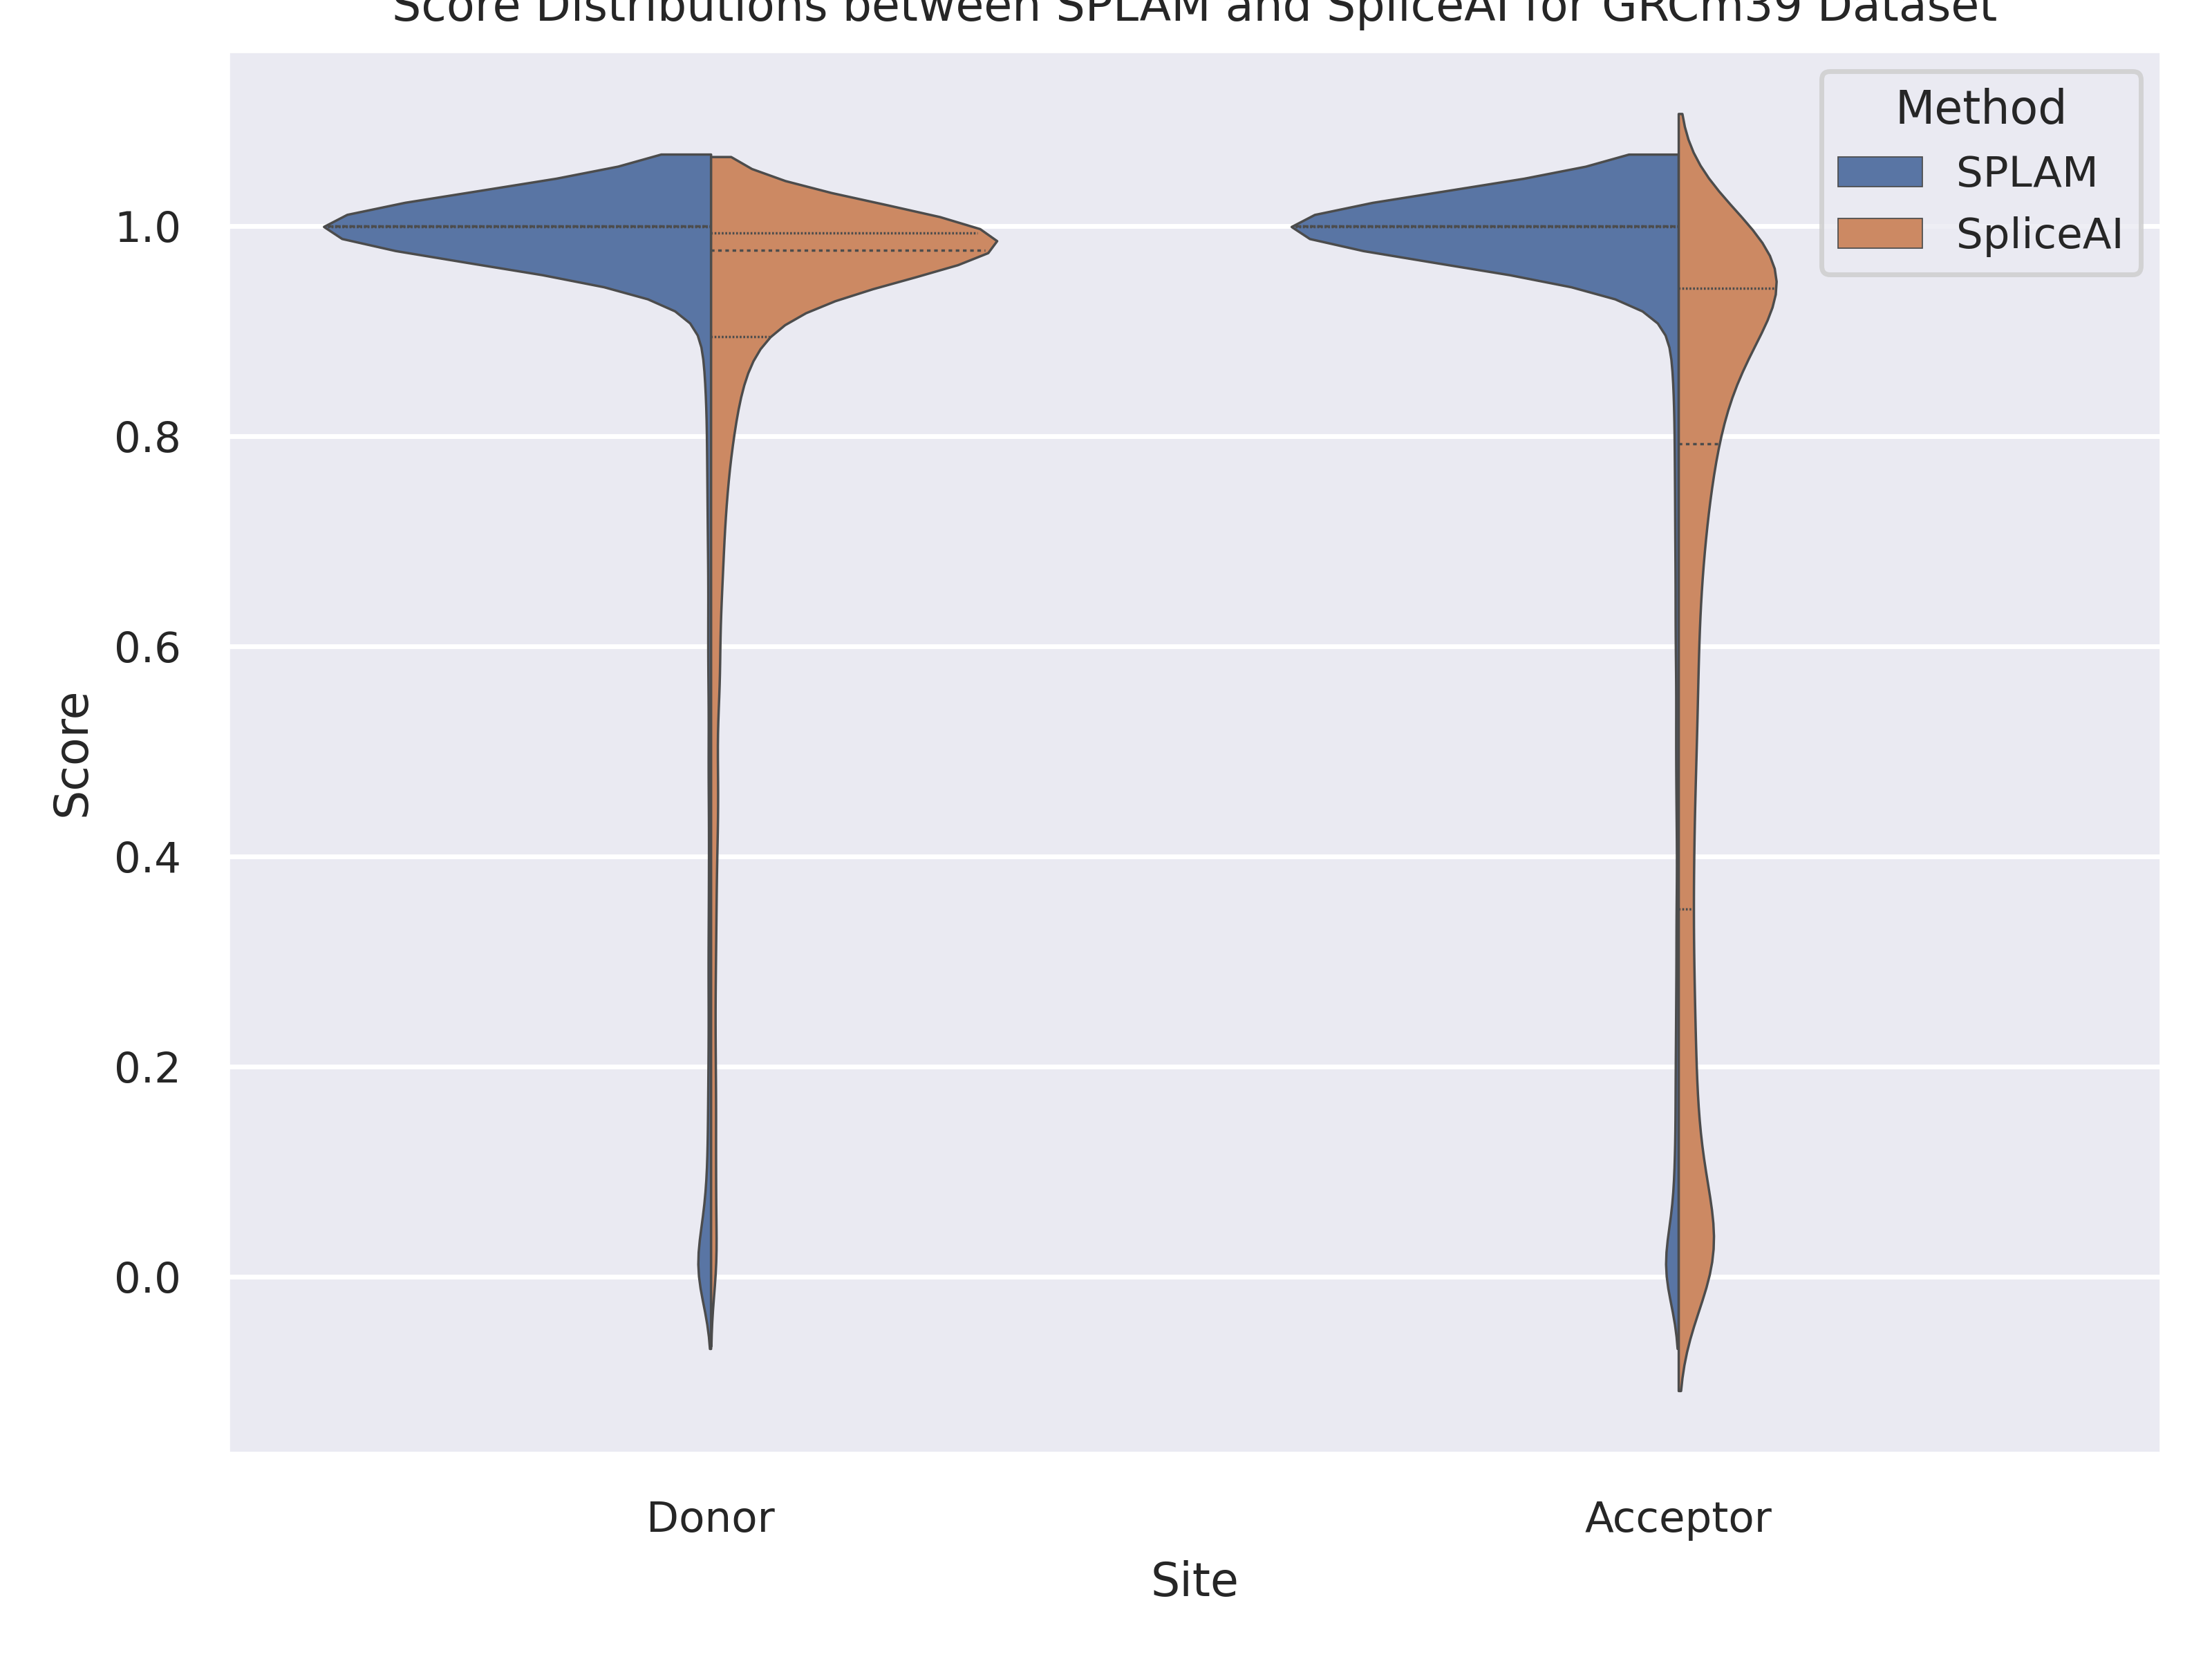 Score Distributions between SPLAM and SpliceAI for GRCm39 Dataset
Method
SPLAM
SpliceAI
1.0
0.8
0.6
0.4
0.2
0.0
Score
Donor
Acceptor
Site